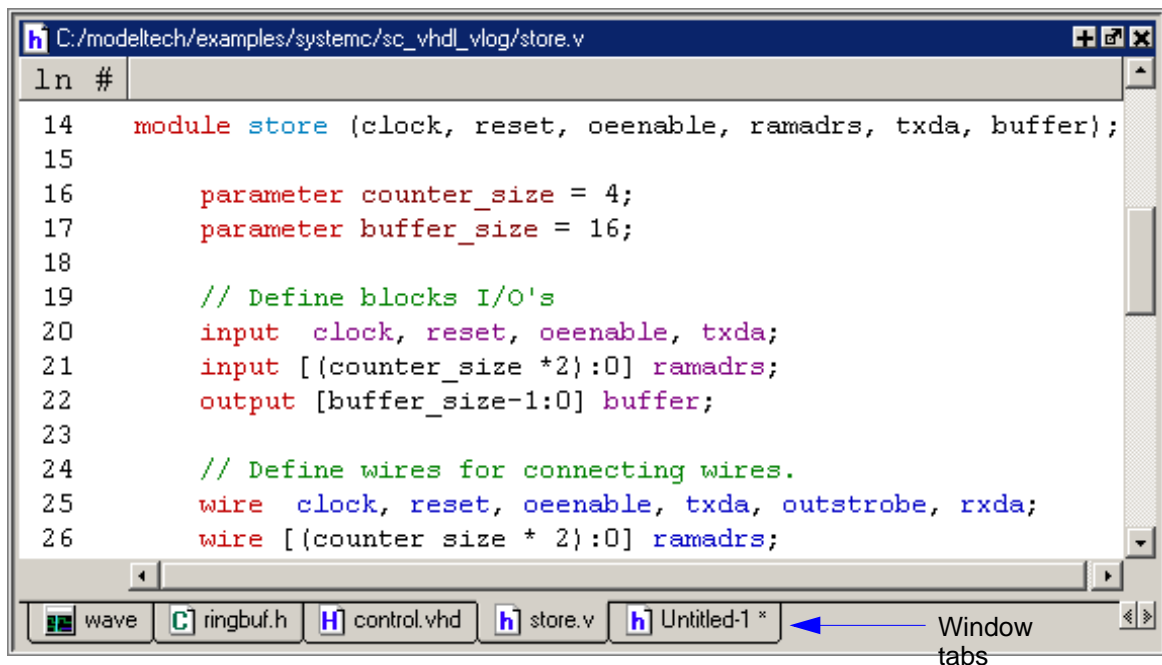 C:/modeltech/examples/systemc/sc_vhdl_vlog/store.v
ln #
14 module store (clock, reset, oeenable, ramadrs, txda, buffer);
15
16 parameter counter_size = 4;
17 parameter buffer_size = 16;
18
19 // Define blocks I/O's
20 input clock, reset, oeenable, txda;
21 input [(counter_size *2):0] ramadrs;
22 output [buffer_size-1:0] buffer;
23
24 // Define wires for connecting wires.
25 wire clock, reset, oeenable, txda, outstrobe, rxda;
26 wire [(counter size * 2):0] ramadrs;
wave ringbuf.h control.vhd store.v Untitled-1 *
Window
tabs